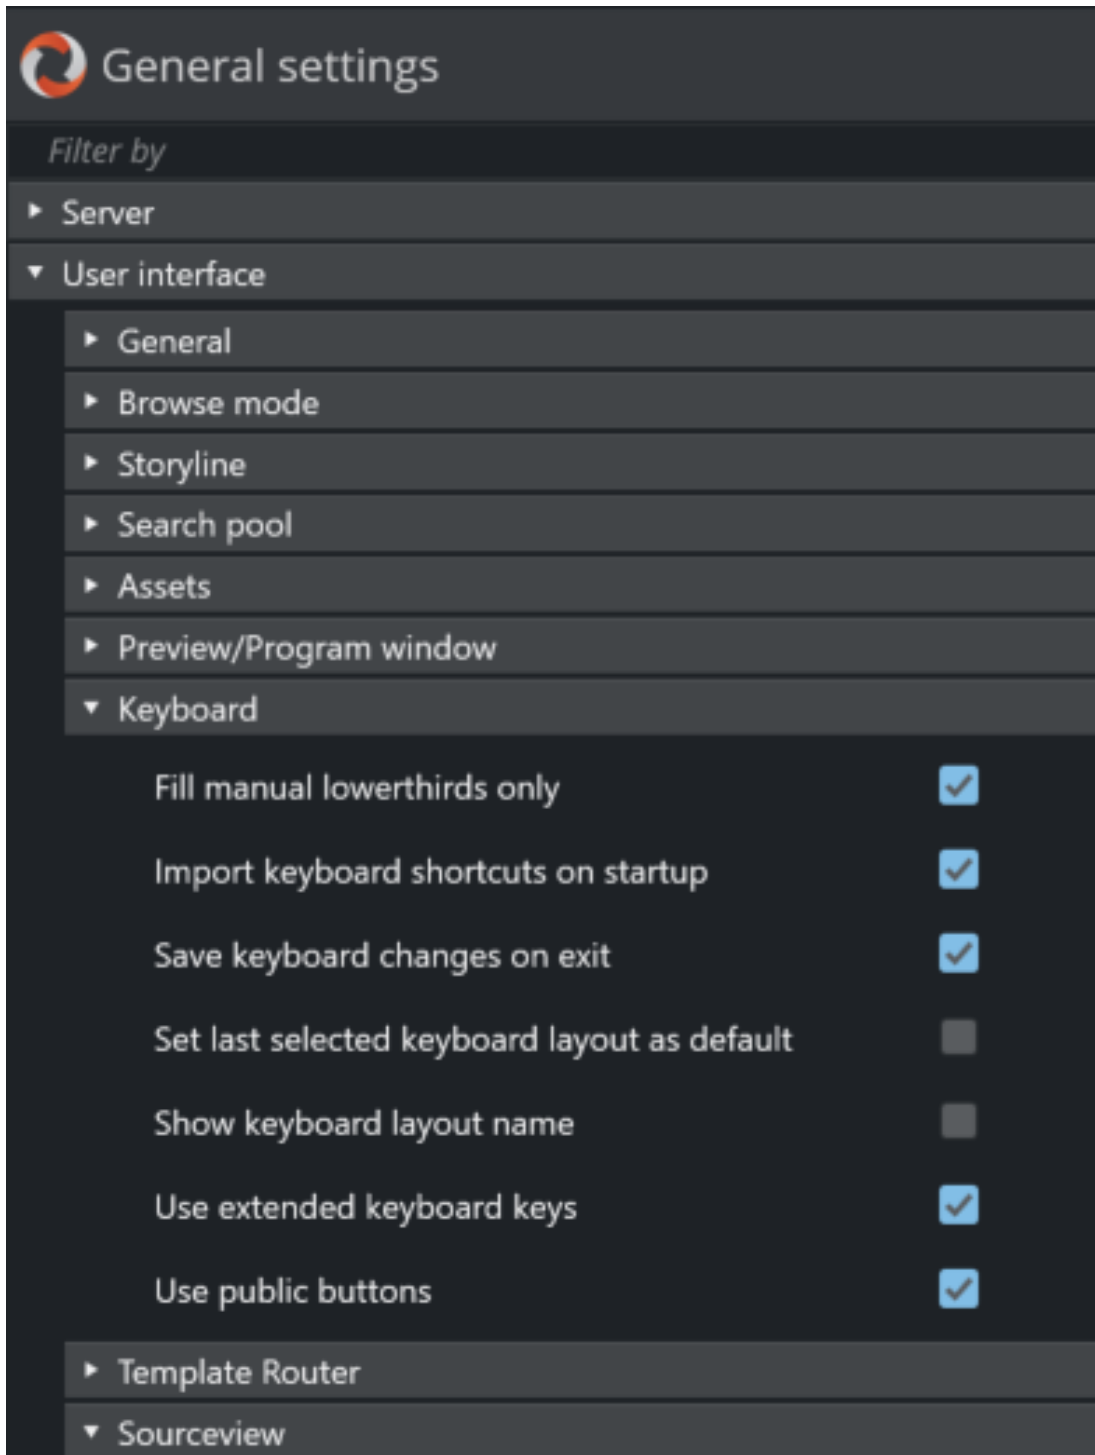 General settings
Filter by
Server
User interface
General
Browse mode
Storyline
Search pool
Assets
Preview/Program window
Keyboard
Fill manual lowerthirds only
Import keyboard shortcuts on startup
Save keyboard changes on exit
Set last selected keyboard layout as default
Show keyboard layout name
Use extended keyboard keys
Use public buttons
Template Router
Sourceview